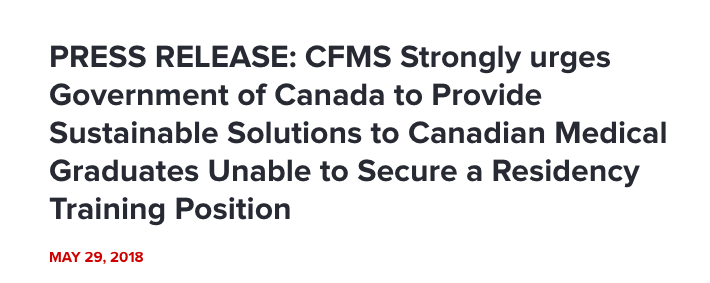 PRESS RELEASE: CFMS Strongly urges
Government of Canada to Provide
Sustainable Solutions to Canadian Medical
Graduates Unable to Secure a Residency
Training Position
MAY 29, 2018